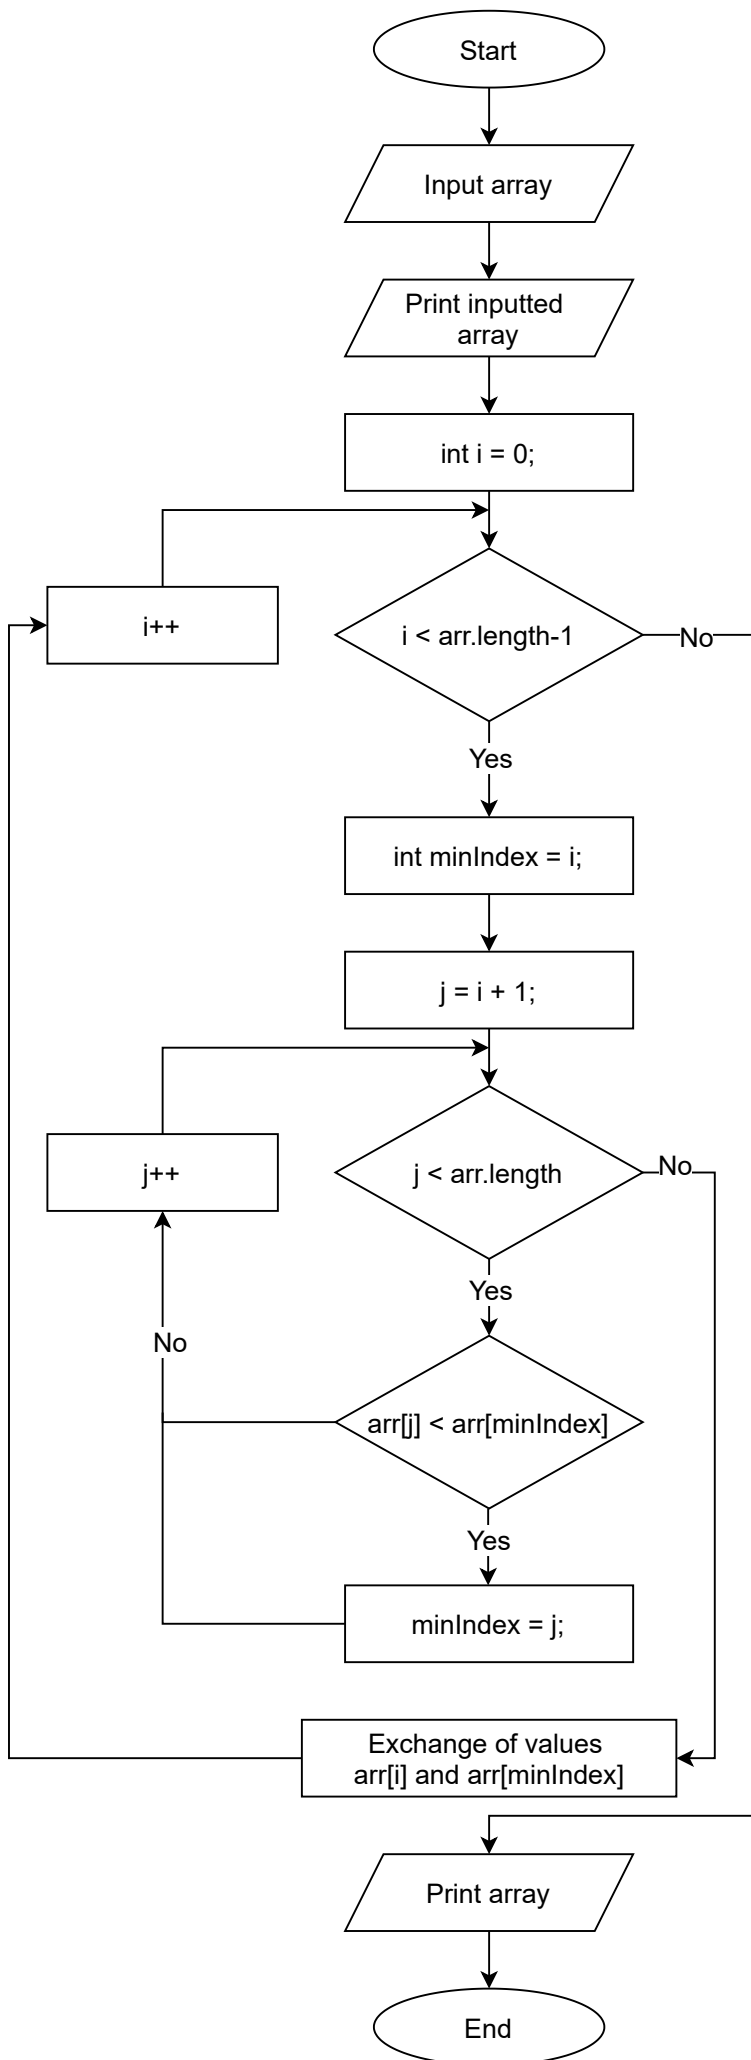 Start
Input array
Print inputted
array
int i = 0;
i++
i < arr.length-1
No
Yes
int minIndex = i;
j = i + 1;
j++
j < arr.length
No
Yes
No
arr[j] < arr[minIndex]
Yes
minIndex = j;
Exchange of values
arr[i] and arr[minIndex]
Print array
End